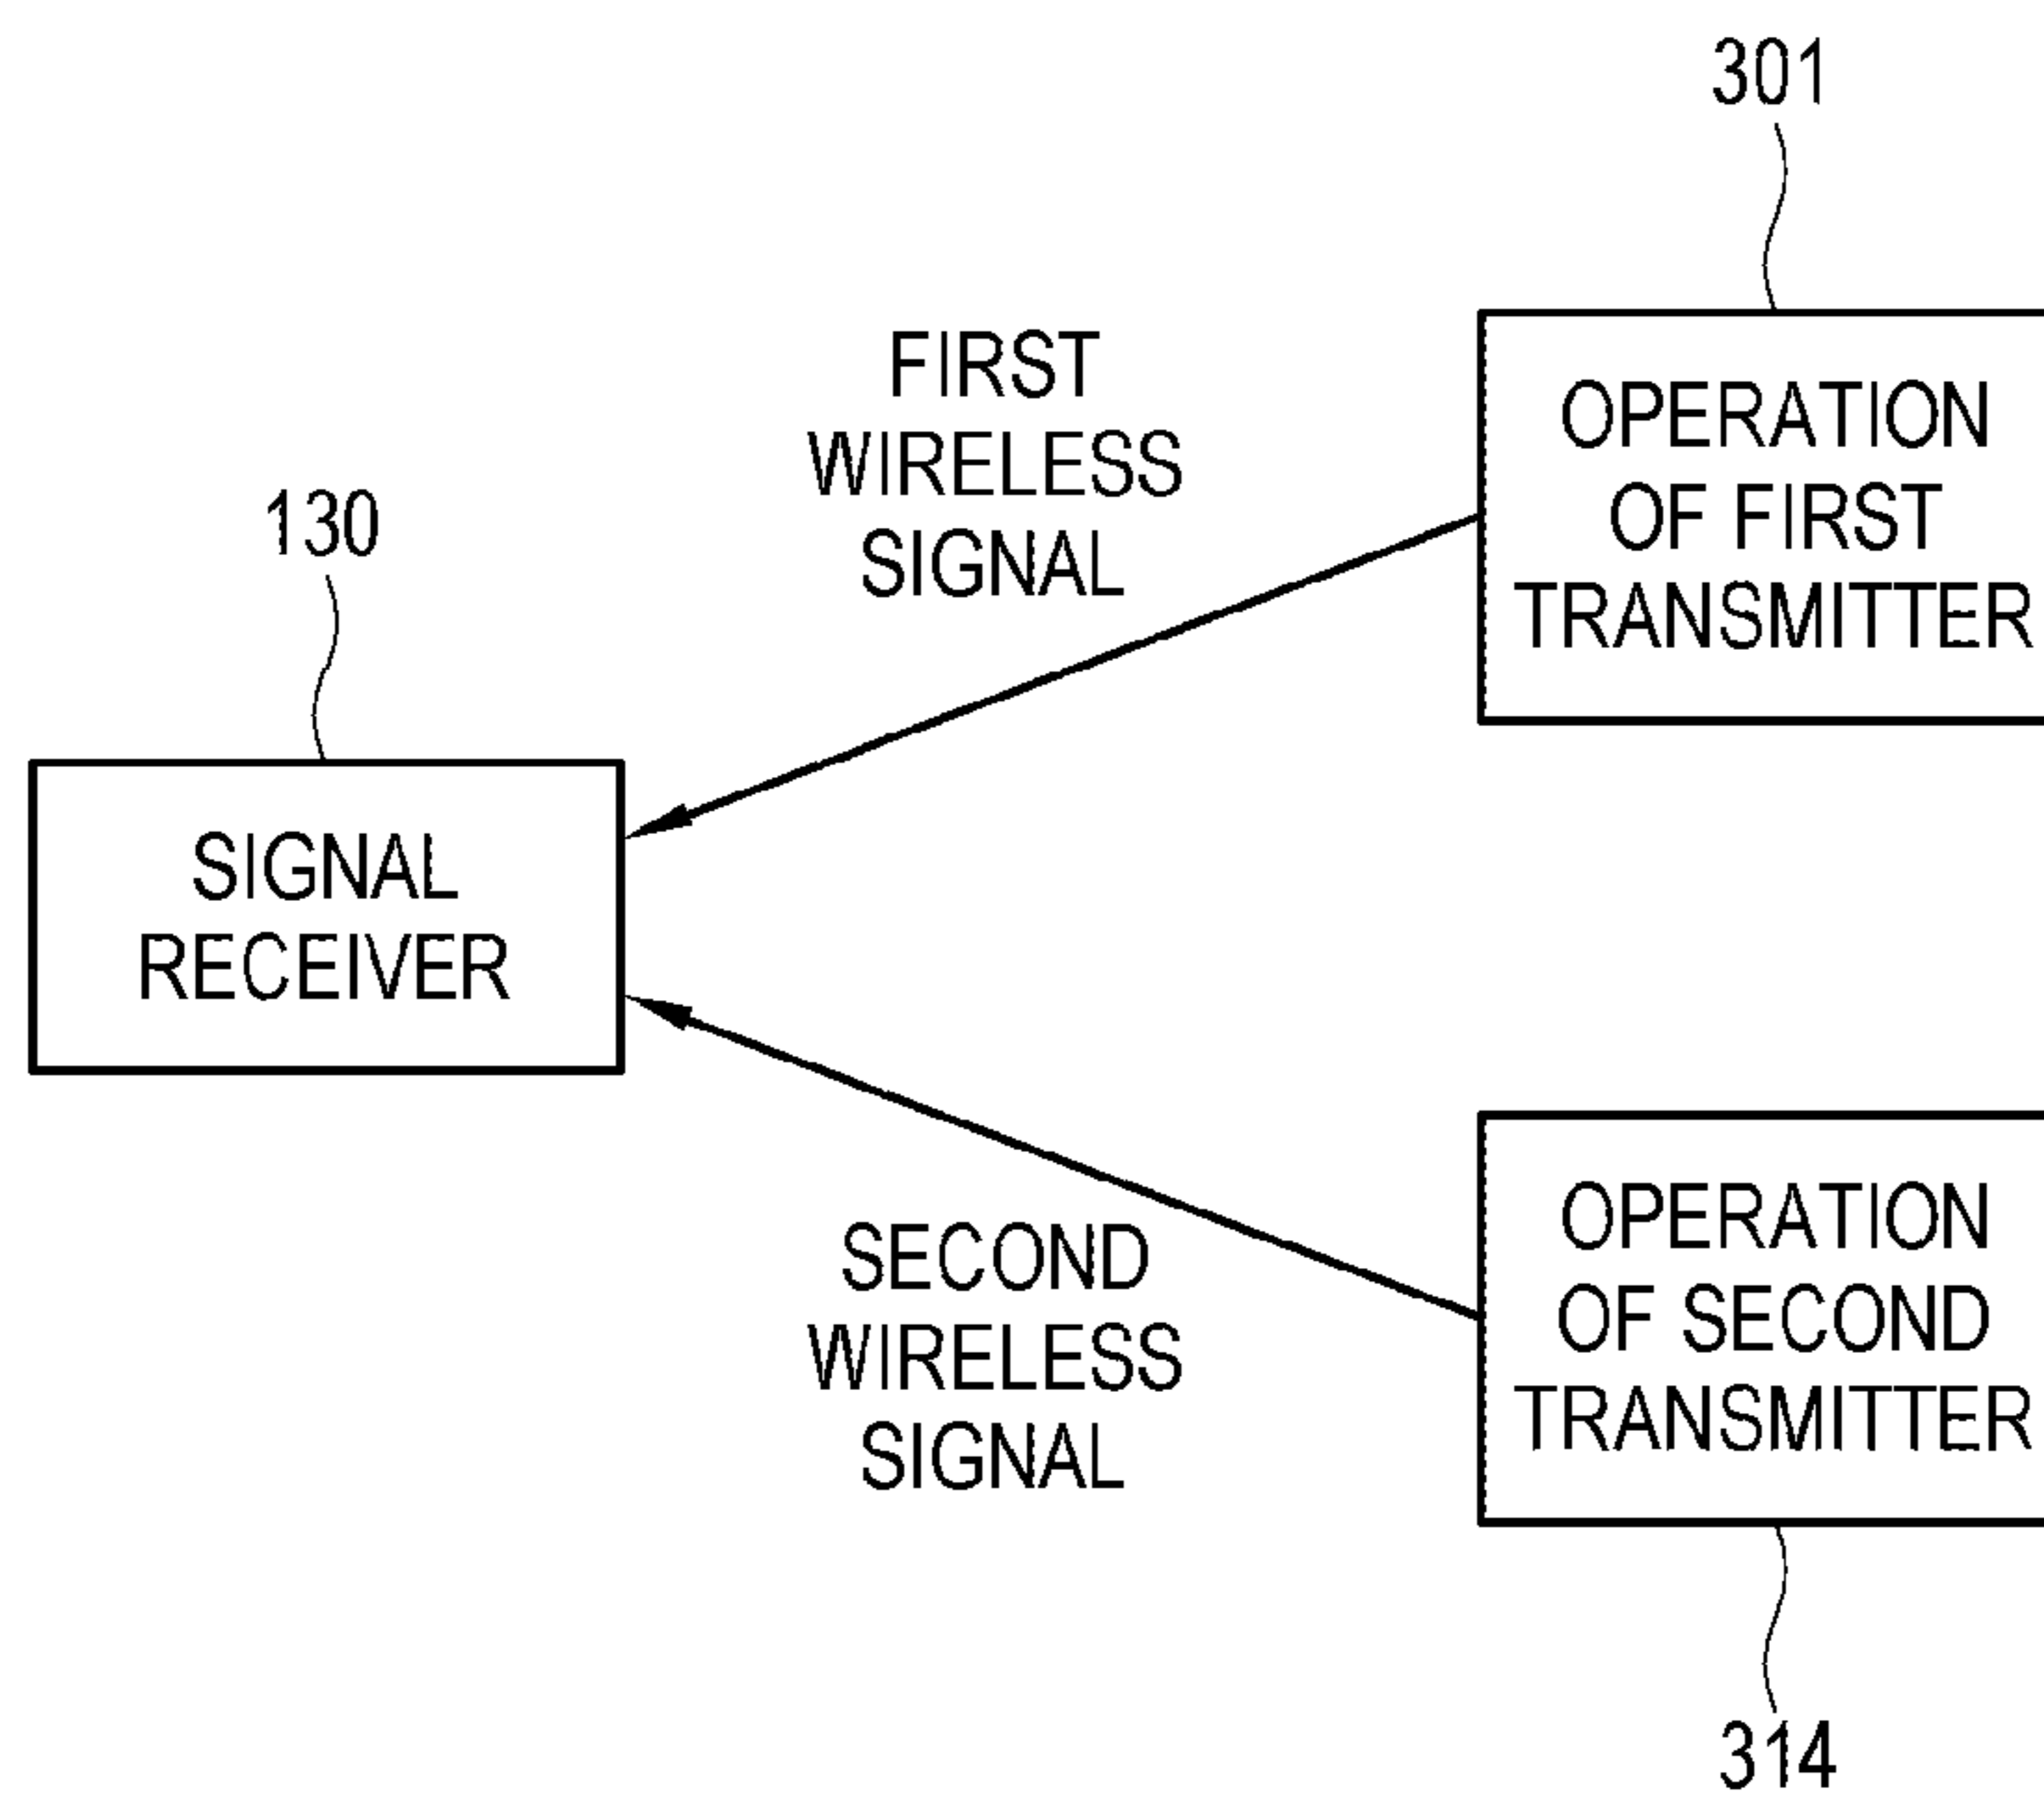 301
FIRST
WIRELESS
SIGNAL
OPERATION
OF FIRST
TRANSMITTER
130
SIGNAL
RECEIVER
SECOND
WIRELESS
SIGNAL
OPERATION
OF SECOND
TRANSMITTER
314